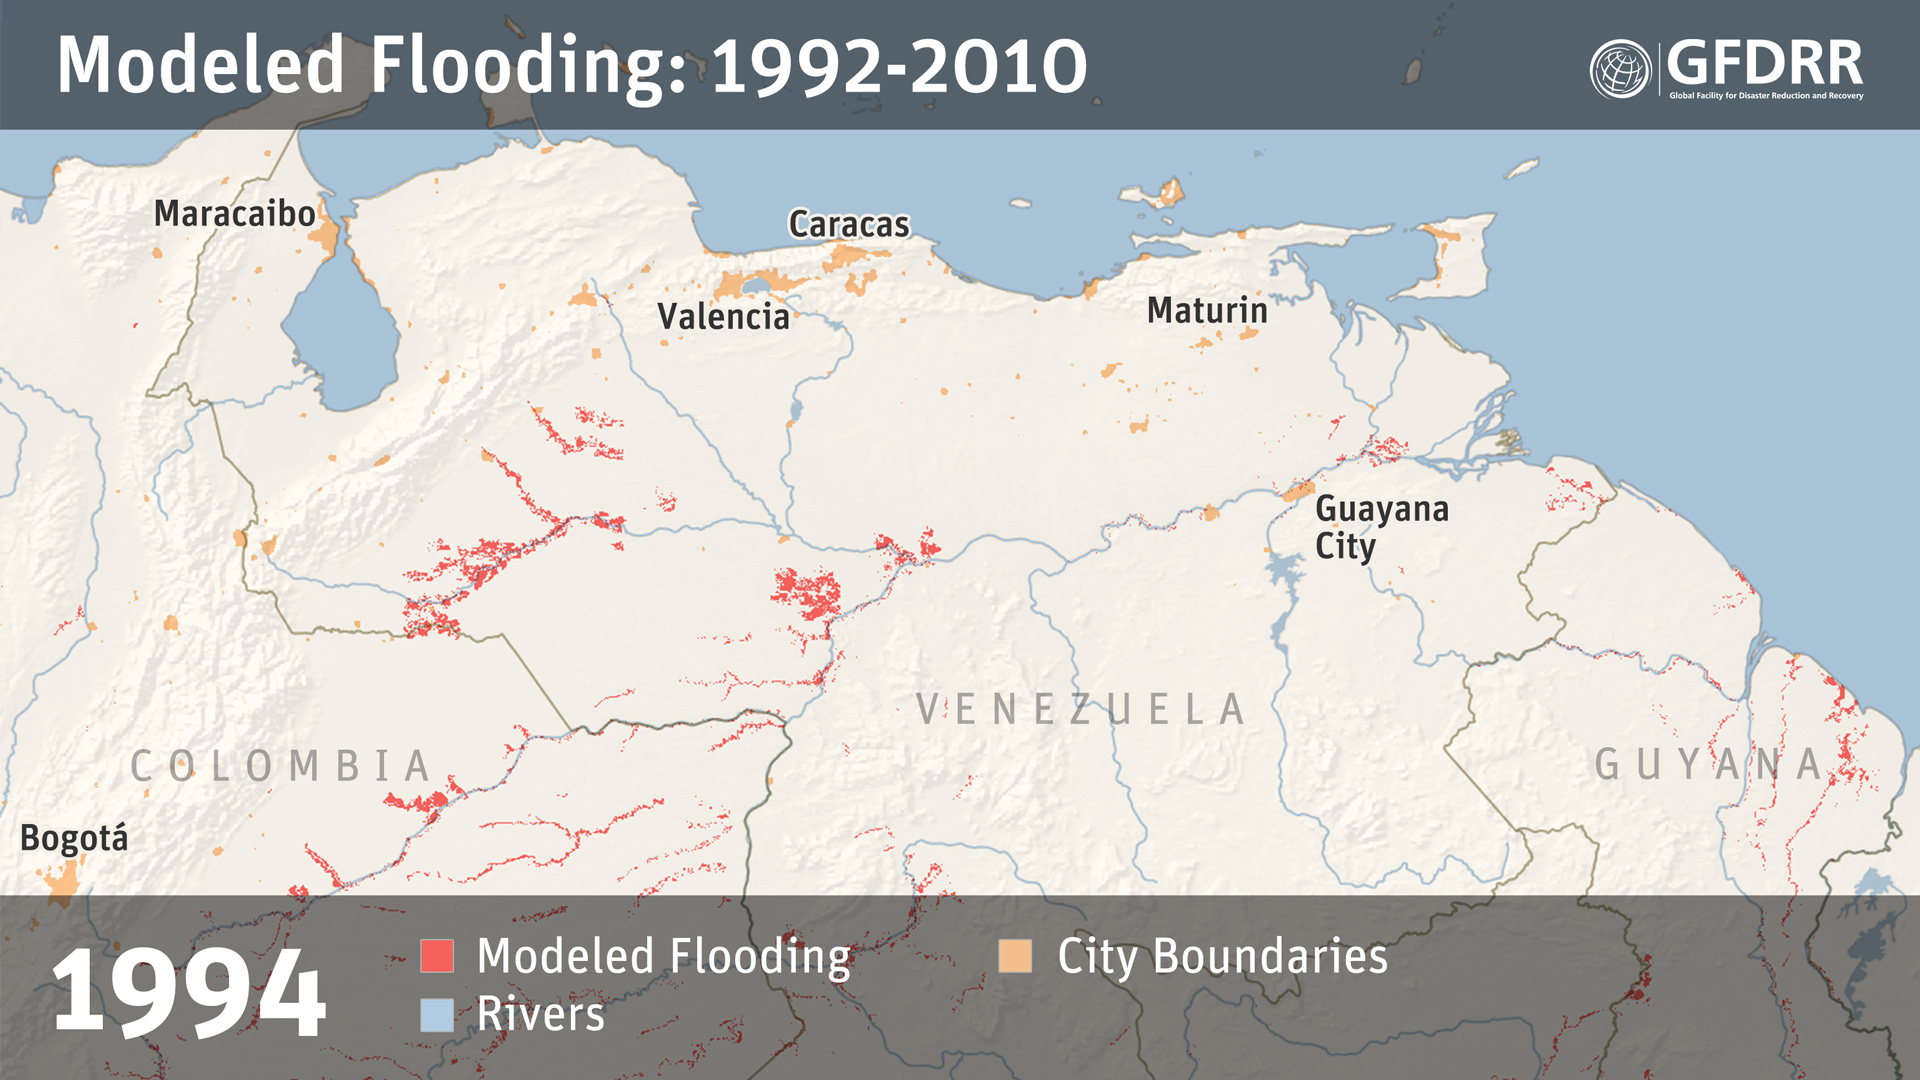 Modeled Flooding: 1992-2010
GFDRR
Global Facility for Disaster Reduction and Recovery
Maracaibo
Caracas
Valencia
Maturin
Guayana
City
VENEZUELA
COLOMBIA
GUYANA
Bogotá
1994
Modeled Flooding
City Boundaries
Rivers